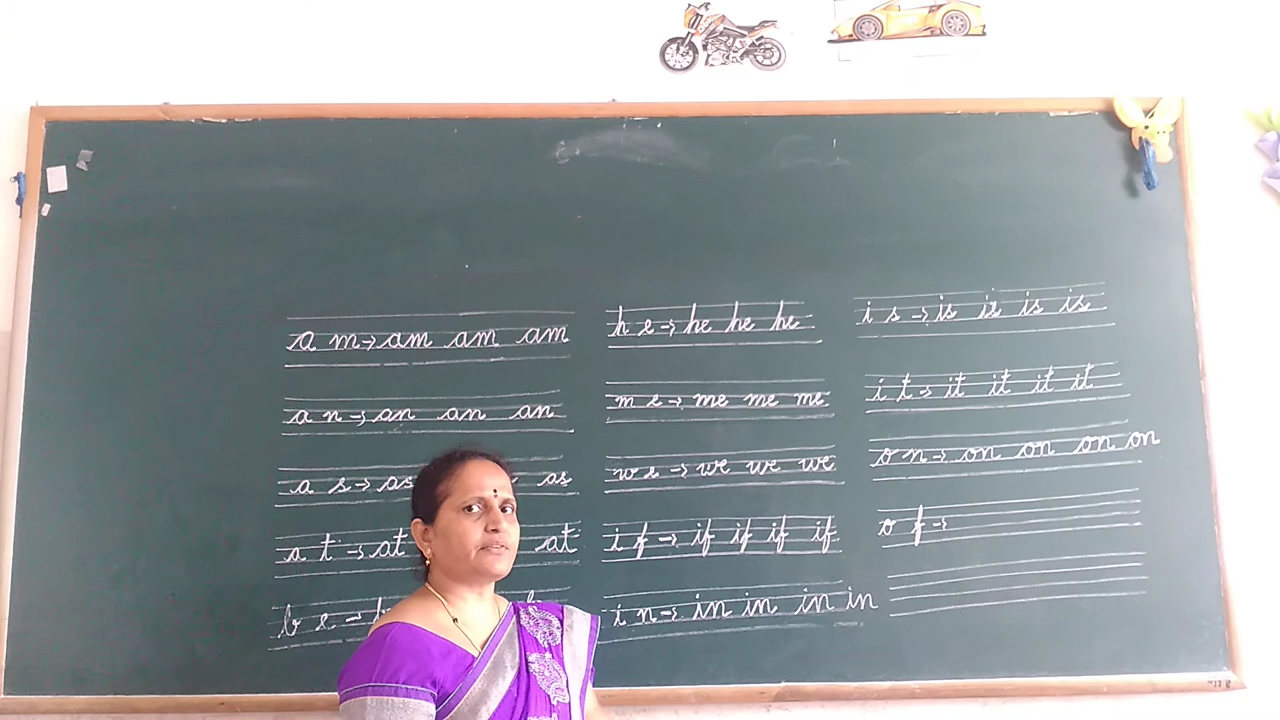 a m → am am am
a n → an an an
a s → as as
a t → at at
b e →
h e → he he he
m e → me me me
w e → we we we
i f → if if if if
i n → in in in in
i s → is is is is
i t → it it it it
o n → on on on on
o f →